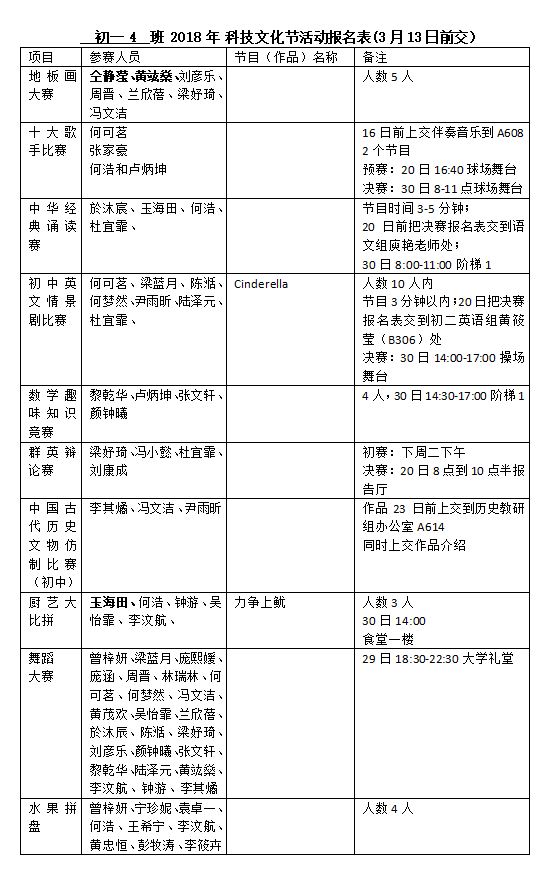 初一 4 班 2018 年 科技文化节活动报名表(3 月 13 日前交)
项目 参赛人员 节目（作品）名称 备注
地板画大赛
仝静莹、黄竑燊、刘彦乐、
周晋、兰欣蓓、梁妤琦、
冯文洁
人数 5 人
十大歌手比赛
何可茗
张家豪
何浩和卢炳坤
16 日前上交伴奏音乐到 A608
2 个节目
预赛：20 日 16:40 球场舞台
决赛：30 日 8-11 点球场舞台
中华经典诵读赛
於沐宸、玉海田、何浩、
杜宜霏、
节目时间 3-5 分钟；
20 日前把决赛报名表交到语
文组庾艳老师处；
30 日 8:00-11:00 阶梯 1
初中英文情景剧比赛
何可茗、梁蓝月、陈湉、
何梦然、尹雨昕、陆泽元、
杜宜霏、
Cinderella
人数 10 人内
节目 3 分钟以内；20 日把决赛
报名表交到初二英语组黄筱
莹（B306）处
决赛：30 日 14:00-17:00 操场
舞台
数学趣味知识竞赛
黎乾华、卢炳坤、张文轩、
颜钟曦
4 人，30 日 14:30-17:00 阶梯 1
群英辩论赛
梁妤琦、冯小懿、杜宜霏、
刘康成
初赛：下周二下午
决赛：20 日 8 点到 10 点半报
告厅
中国古代历史文物仿制比赛（初中）
李其燏、冯文洁、尹雨昕
作品 23 日前上交到历史教研
组办公室 A614
同时上交作品介绍
厨艺大比拼
玉海田、何浩、钟游、吴
怡霏、李汶航、
力争上鱿
人数 3 人
30 日 14:00
食堂一楼
舞蹈大赛
曾梓妍、梁蓝月、庞熙媛、
庞涵、周晋、林瑞林、何
可茗、何梦然、冯文洁、
黄茂欢、吴怡霏、兰欣蓓、
於沐宸、陈湉、梁妤琦、
刘彦乐、颜钟曦、张文轩、
黎乾华、陆泽元、黄竑燊、
李汶航、钟游、李其燏
29 日 18:30-22:30 大学礼堂
水果拼盘
曾梓妍、宁珍妮、袁卓一、
何浩、王希宁、李汶航、
黄忠恒、彭牧涛、李筱卉
人数 4 人